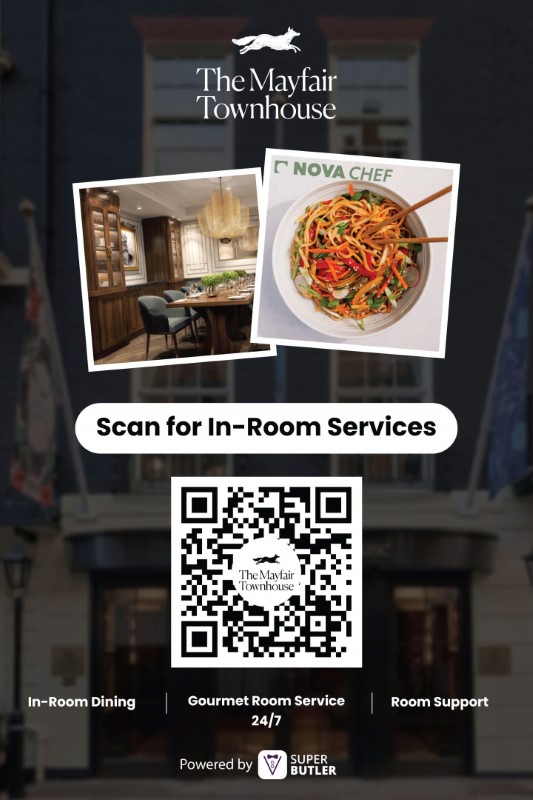 The Mayfair
Townhouse
NOVA CHEF
Scan for In-Room Services
The Mayfair
Townhouse
In-Room Dining
Gourmet Room Service
24/7
Room Support
Powered by SUPER
BUTLER